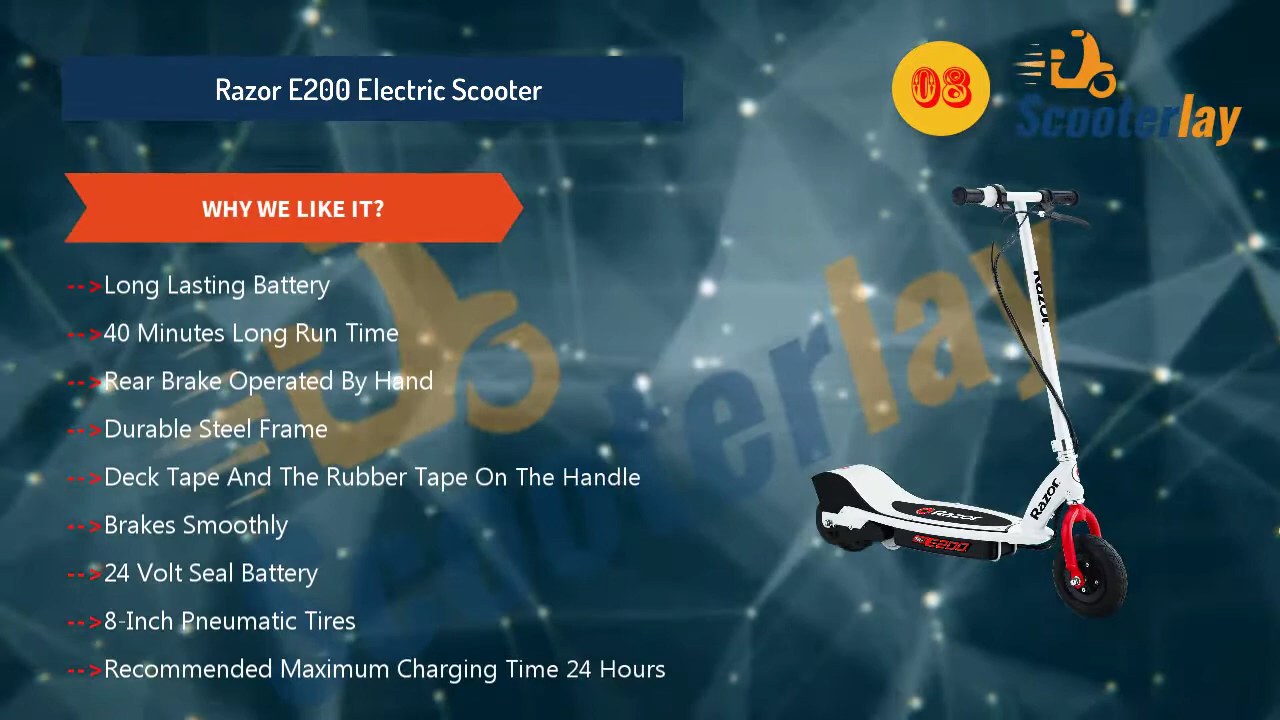 Razor E200 Electric Scooter
08
Scooterlay
WHY WE LIKE IT?
-->Long Lasting Battery
-->40 Minutes Long Run Time
-->Rear Brake Operated By Hand
-->Durable Steel Frame
-->Deck Tape And The Rubber Tape On The Handle
-->Brakes Smoothly
-->24 Volt Seal Battery
-->8-Inch Pneumatic Tires
-->Recommended Maximum Charging Time 24 Hours
Scooterlay
Razor
Razor
Razor
E200